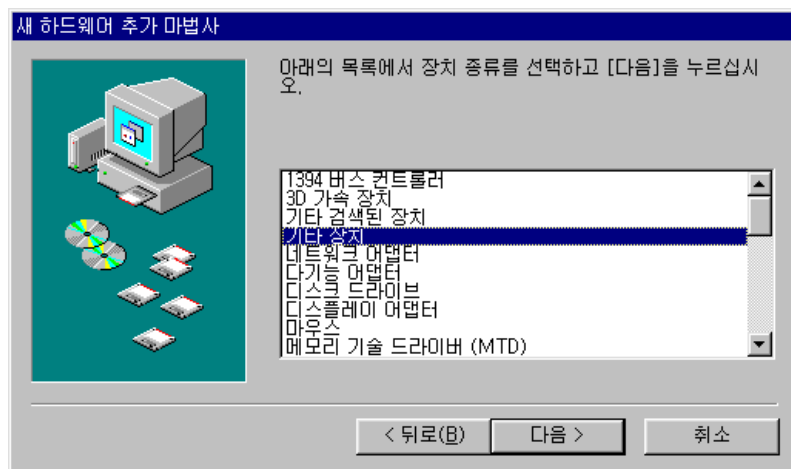 새 하드웨어 추가 마법사
아래의 목록에서 장치 종류를 선택하고 [다음]을 누르십시
오.
1394 버스 컨트롤러
3D 가속 장치
기타 검색된 장치
기타 장치
네트워크 어댑터
다기능 어댑터
디스크 드라이브
디스플레이 어댑터
마우스
메모리 기술 드라이버 (MTD)
< 뒤로(B)
다음 >
취소